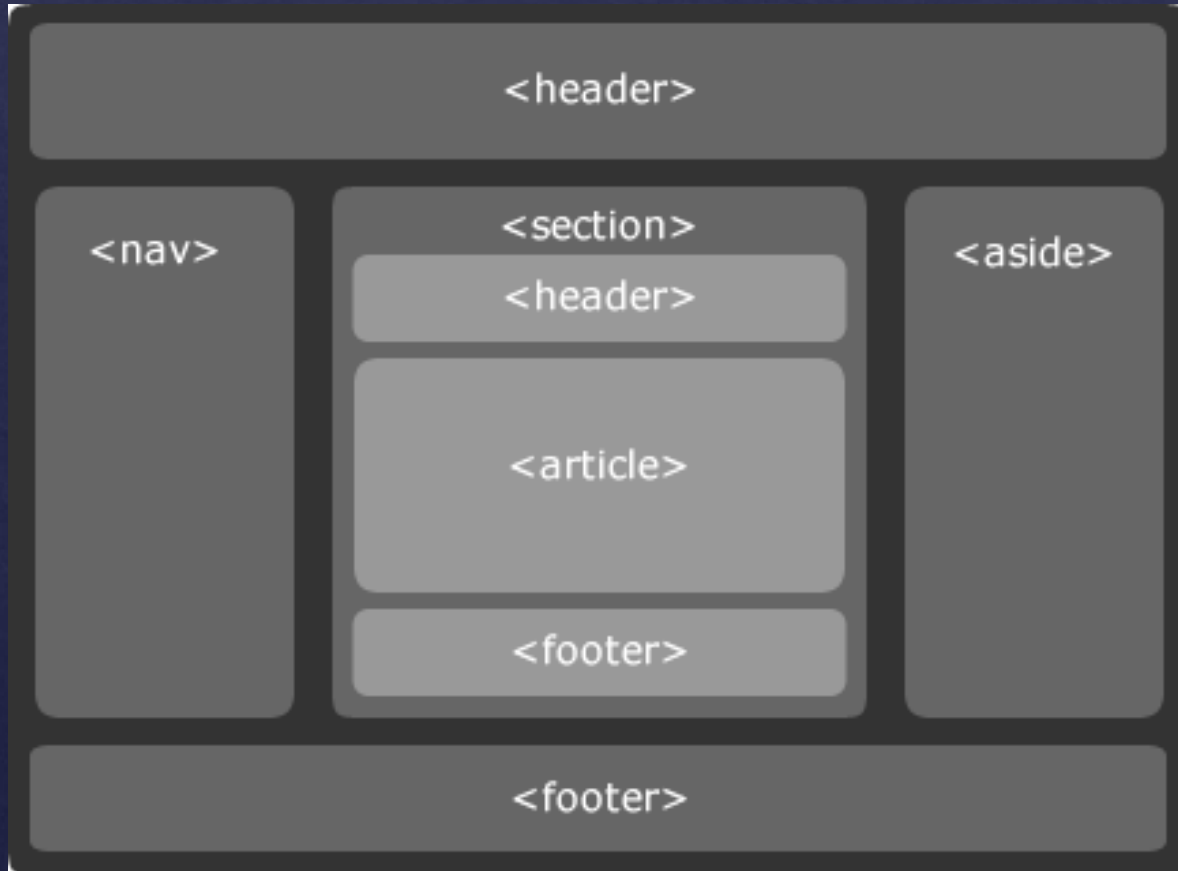 <header>
<nav>
<section>
<header>
<article>
<footer>
<aside>
<footer>